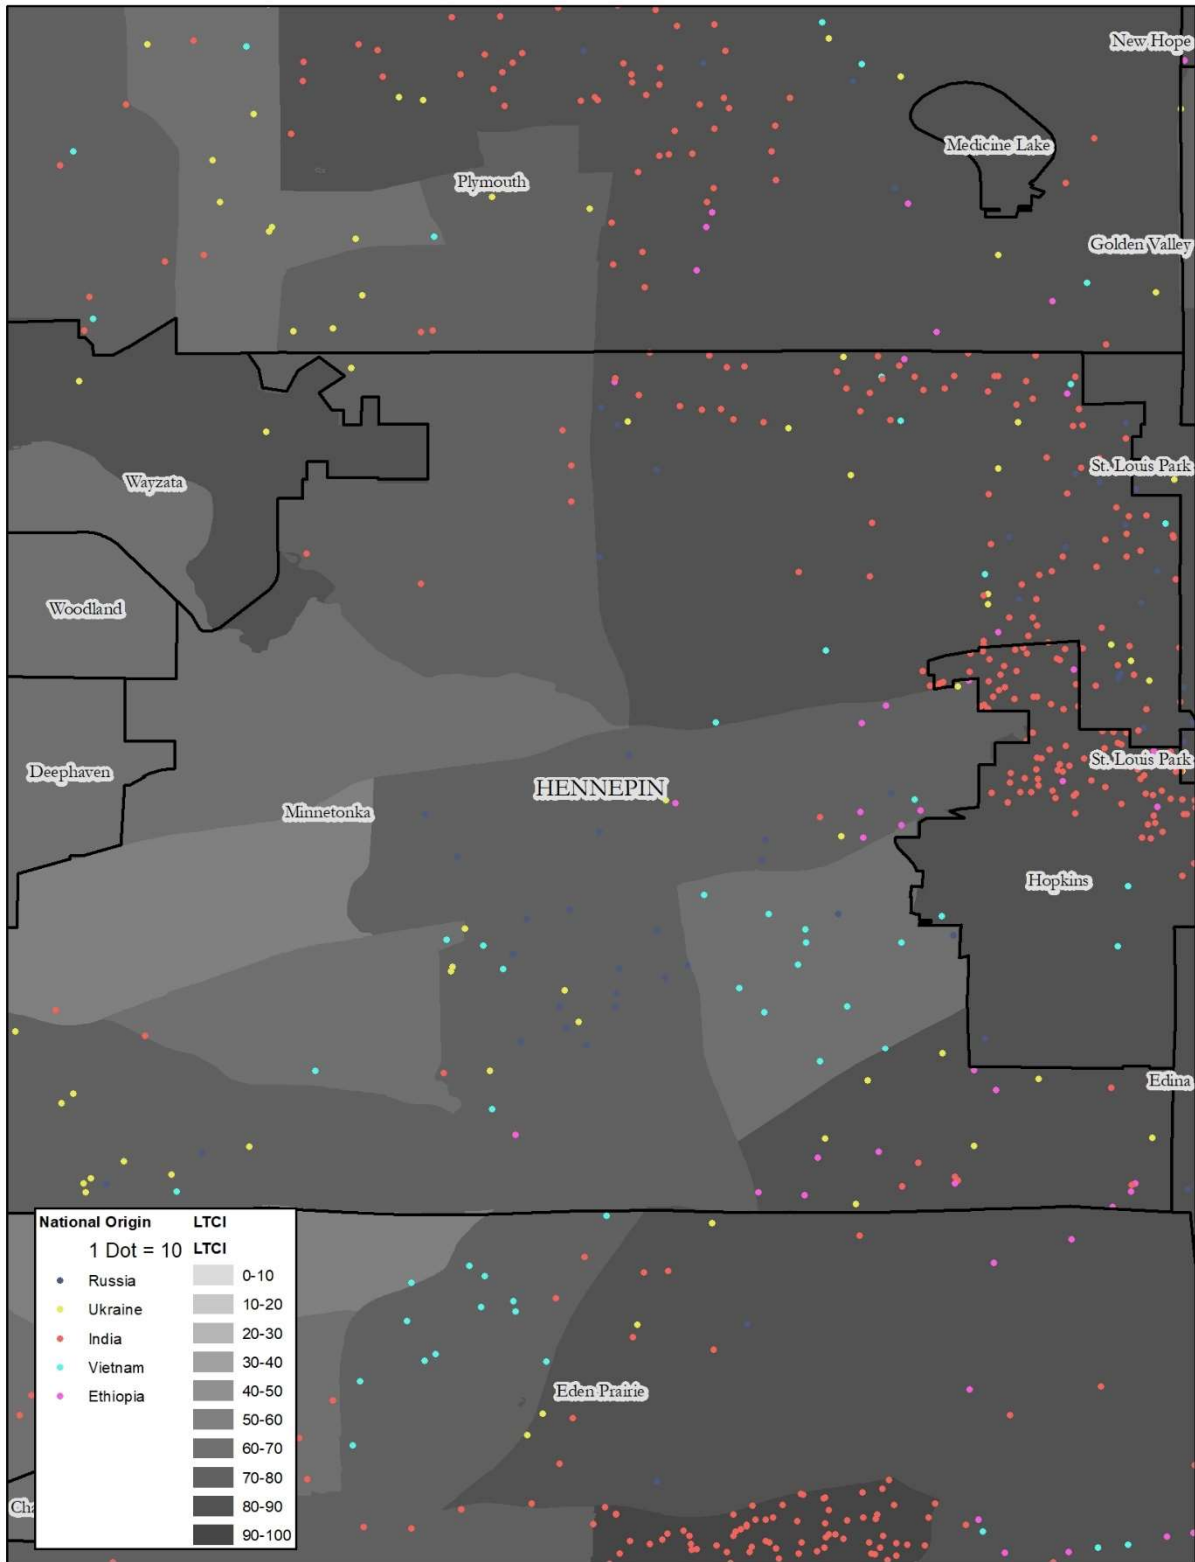 New Hope
Medicine Lake
Plymouth
Golden Valley
St. Louis Park
Wayzata
Woodland
Deephaven
St. Louis Park
HENNEPIN
Minnetonka
Hopkins
Edina
National Origin
1 Dot = 10
Russia
Ukraine
India
Vietnam
Ethiopia
LTCI
LTCI
0-10
10-20
20-30
30-40
40-50
50-60
60-70
70-80
80-90
90-100
Eden Prairie
Cha